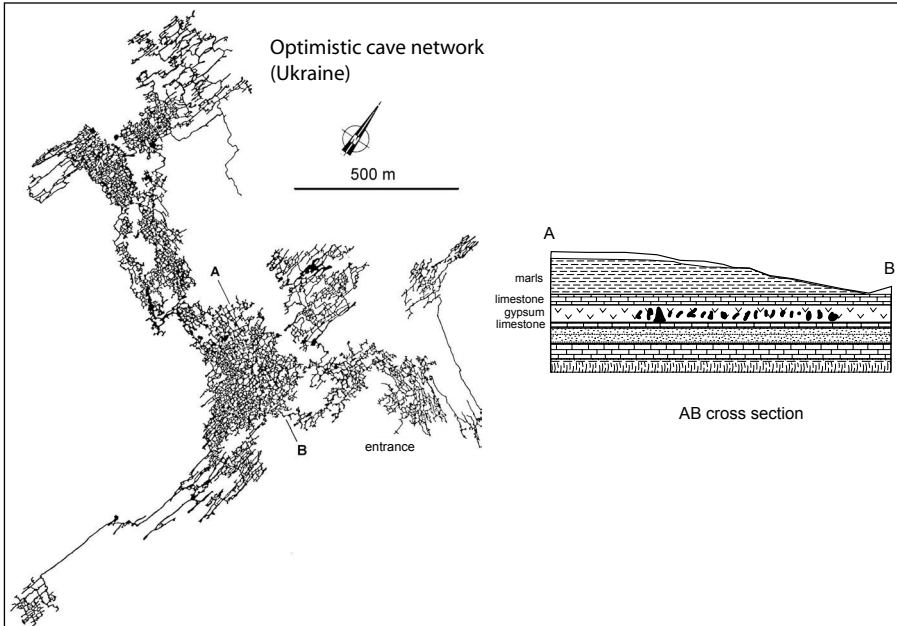 Optimistic cave network
(Ukraine)
500 m
A
B
entrance
A
B
marls
limestone
gypsum
limestone
AB cross section